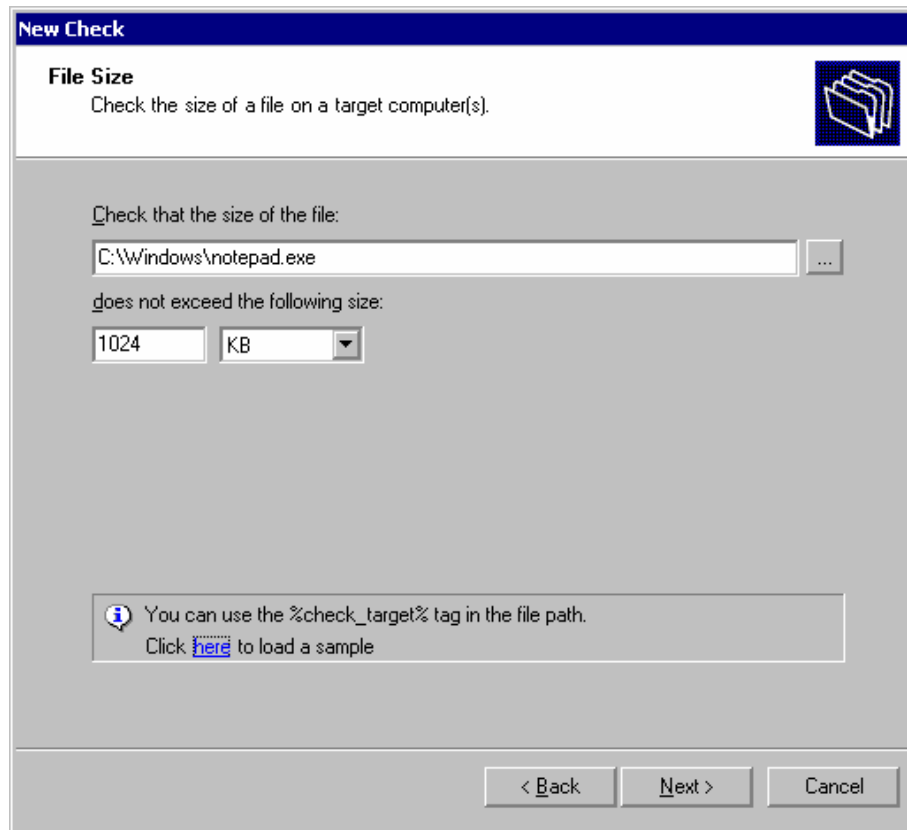 New Check
File Size
Check the size of a file on a target computer(s).
Check that the size of the file:
C:\Windows\notepad.exe ...
does not exceed the following size:
1024 KB
You can use the %check_target% tag in the file path.
Click here to load a sample
< Back Next > Cancel